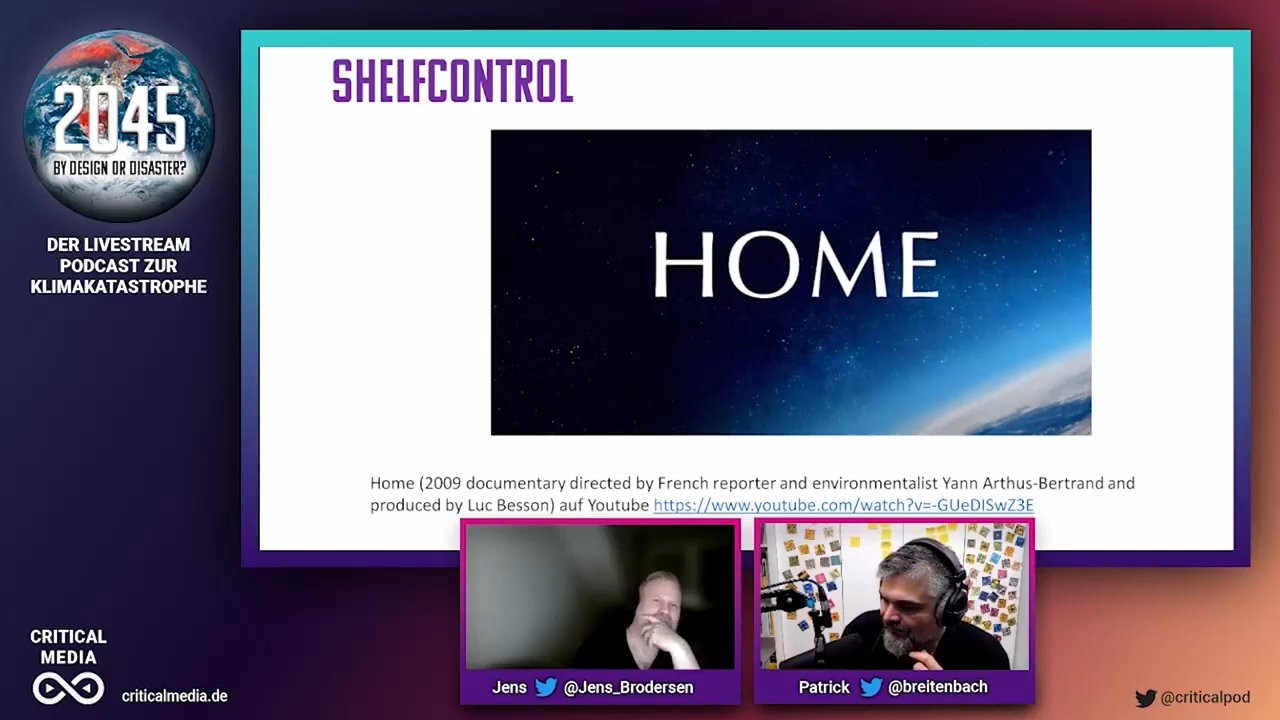 2045
BY DESIGN OR DISASTER?
DER LIVESTREAM
PODCAST ZUR
KLIMAKATASTROPHE
SHELFCONTROL
HOME
Home (2009 documentary directed by French reporter and environmentalist Yann Arthus-Bertrand and
produced by Luc Besson) auf Youtube https://www.youtube.com/watch?v=-GUeDISwZ3E
Jens @Jens_Brodersen
Patrick @breitenbach
CRITICAL
MEDIA
criticalmedia.de
@criticalpod